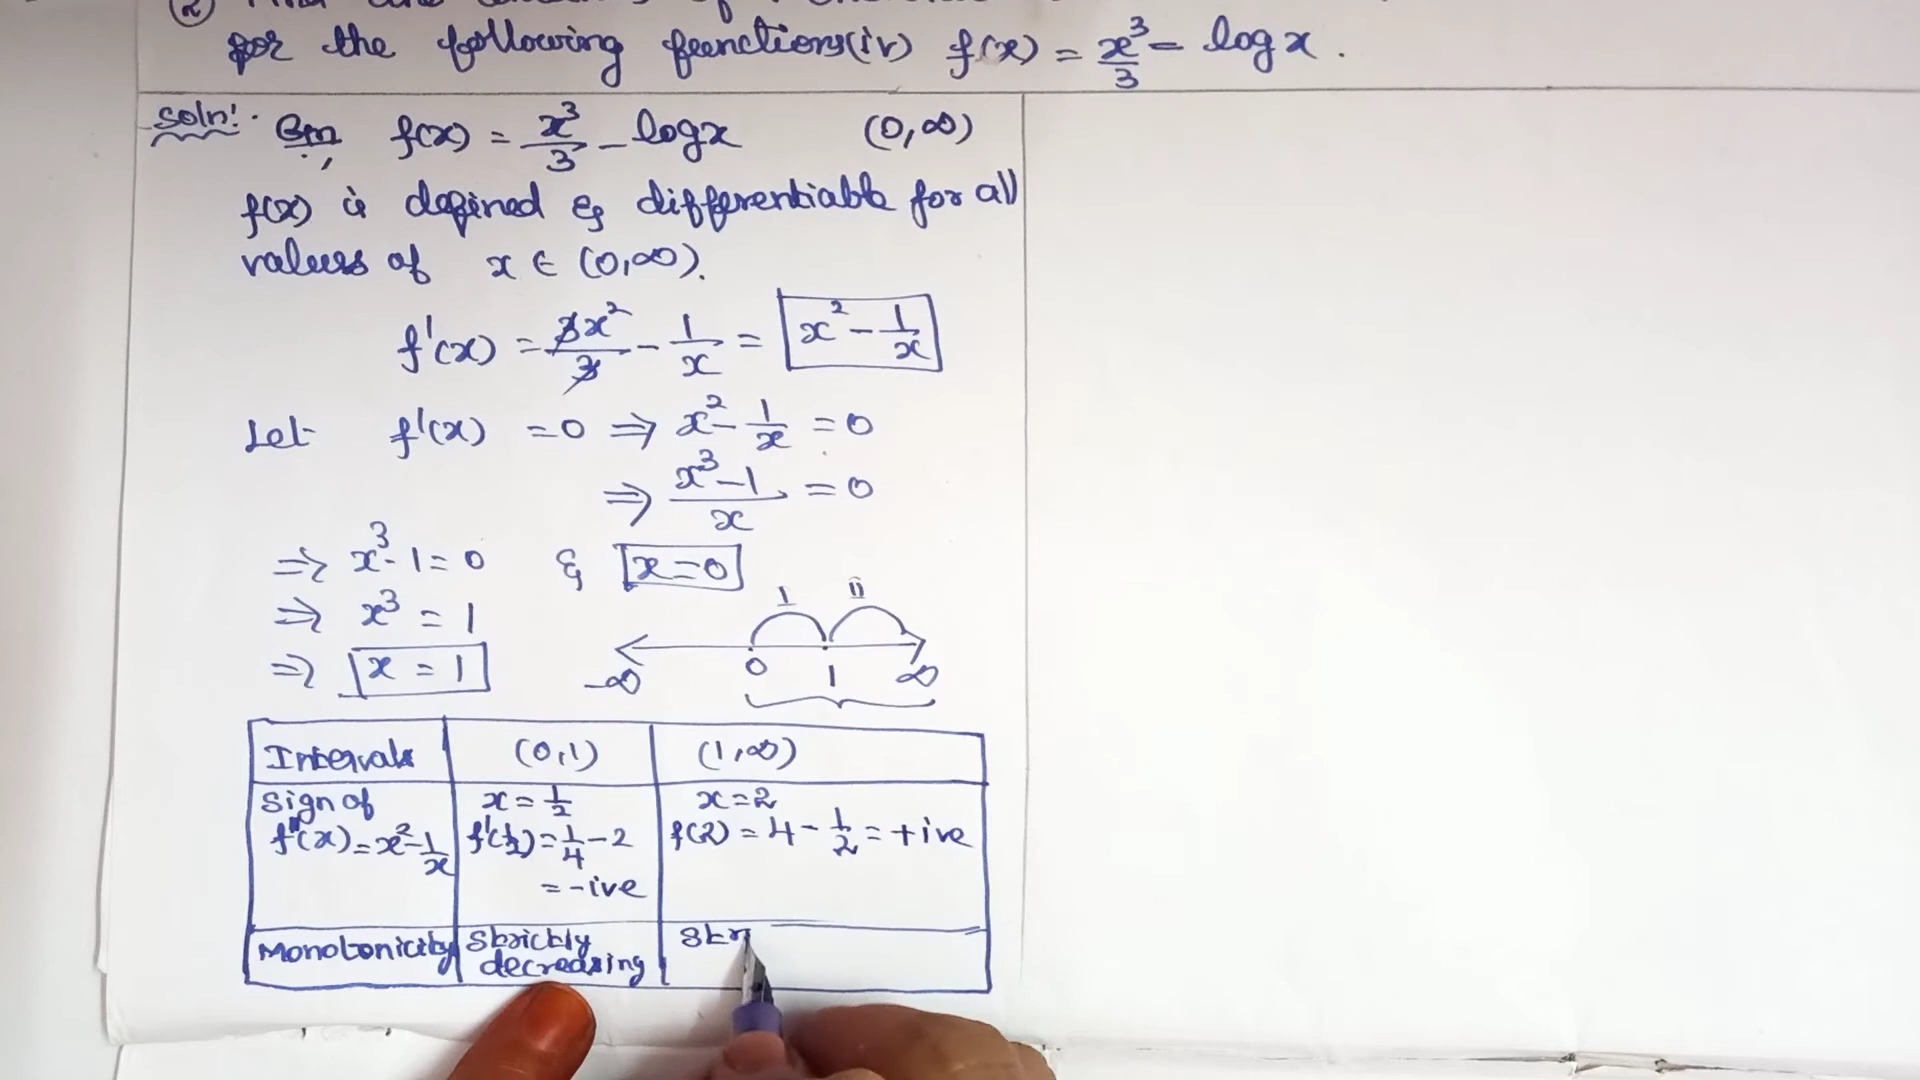 for the following functions (iv) f(x) = x³/3 - log x.
Soln:. Gn, f(x) = x³/3 - log x (0,∞)
f(x) is defined & differentiable for all
values of x ∈ (0,∞).
f'(x) = 3x²/3 - 1/x = x² - 1/x
Let f'(x) = 0 ⇒ x² - 1/x = 0
⇒ x³-1/x = 0
⇒ x³-1 = 0 & x = 0
⇒ x³ = 1
I II
⇒ x = 1
-∞ 0 1 ∞
Intervals (0,1) (1,∞)
Sign of x = 1/2 x = 2
f'(x) = x² - 1/x f'(1/2) = 1/4 - 2 f(2) = 4 - 1/2 = +ive
= -ive
Monotonicity Strictly Str
decreasing